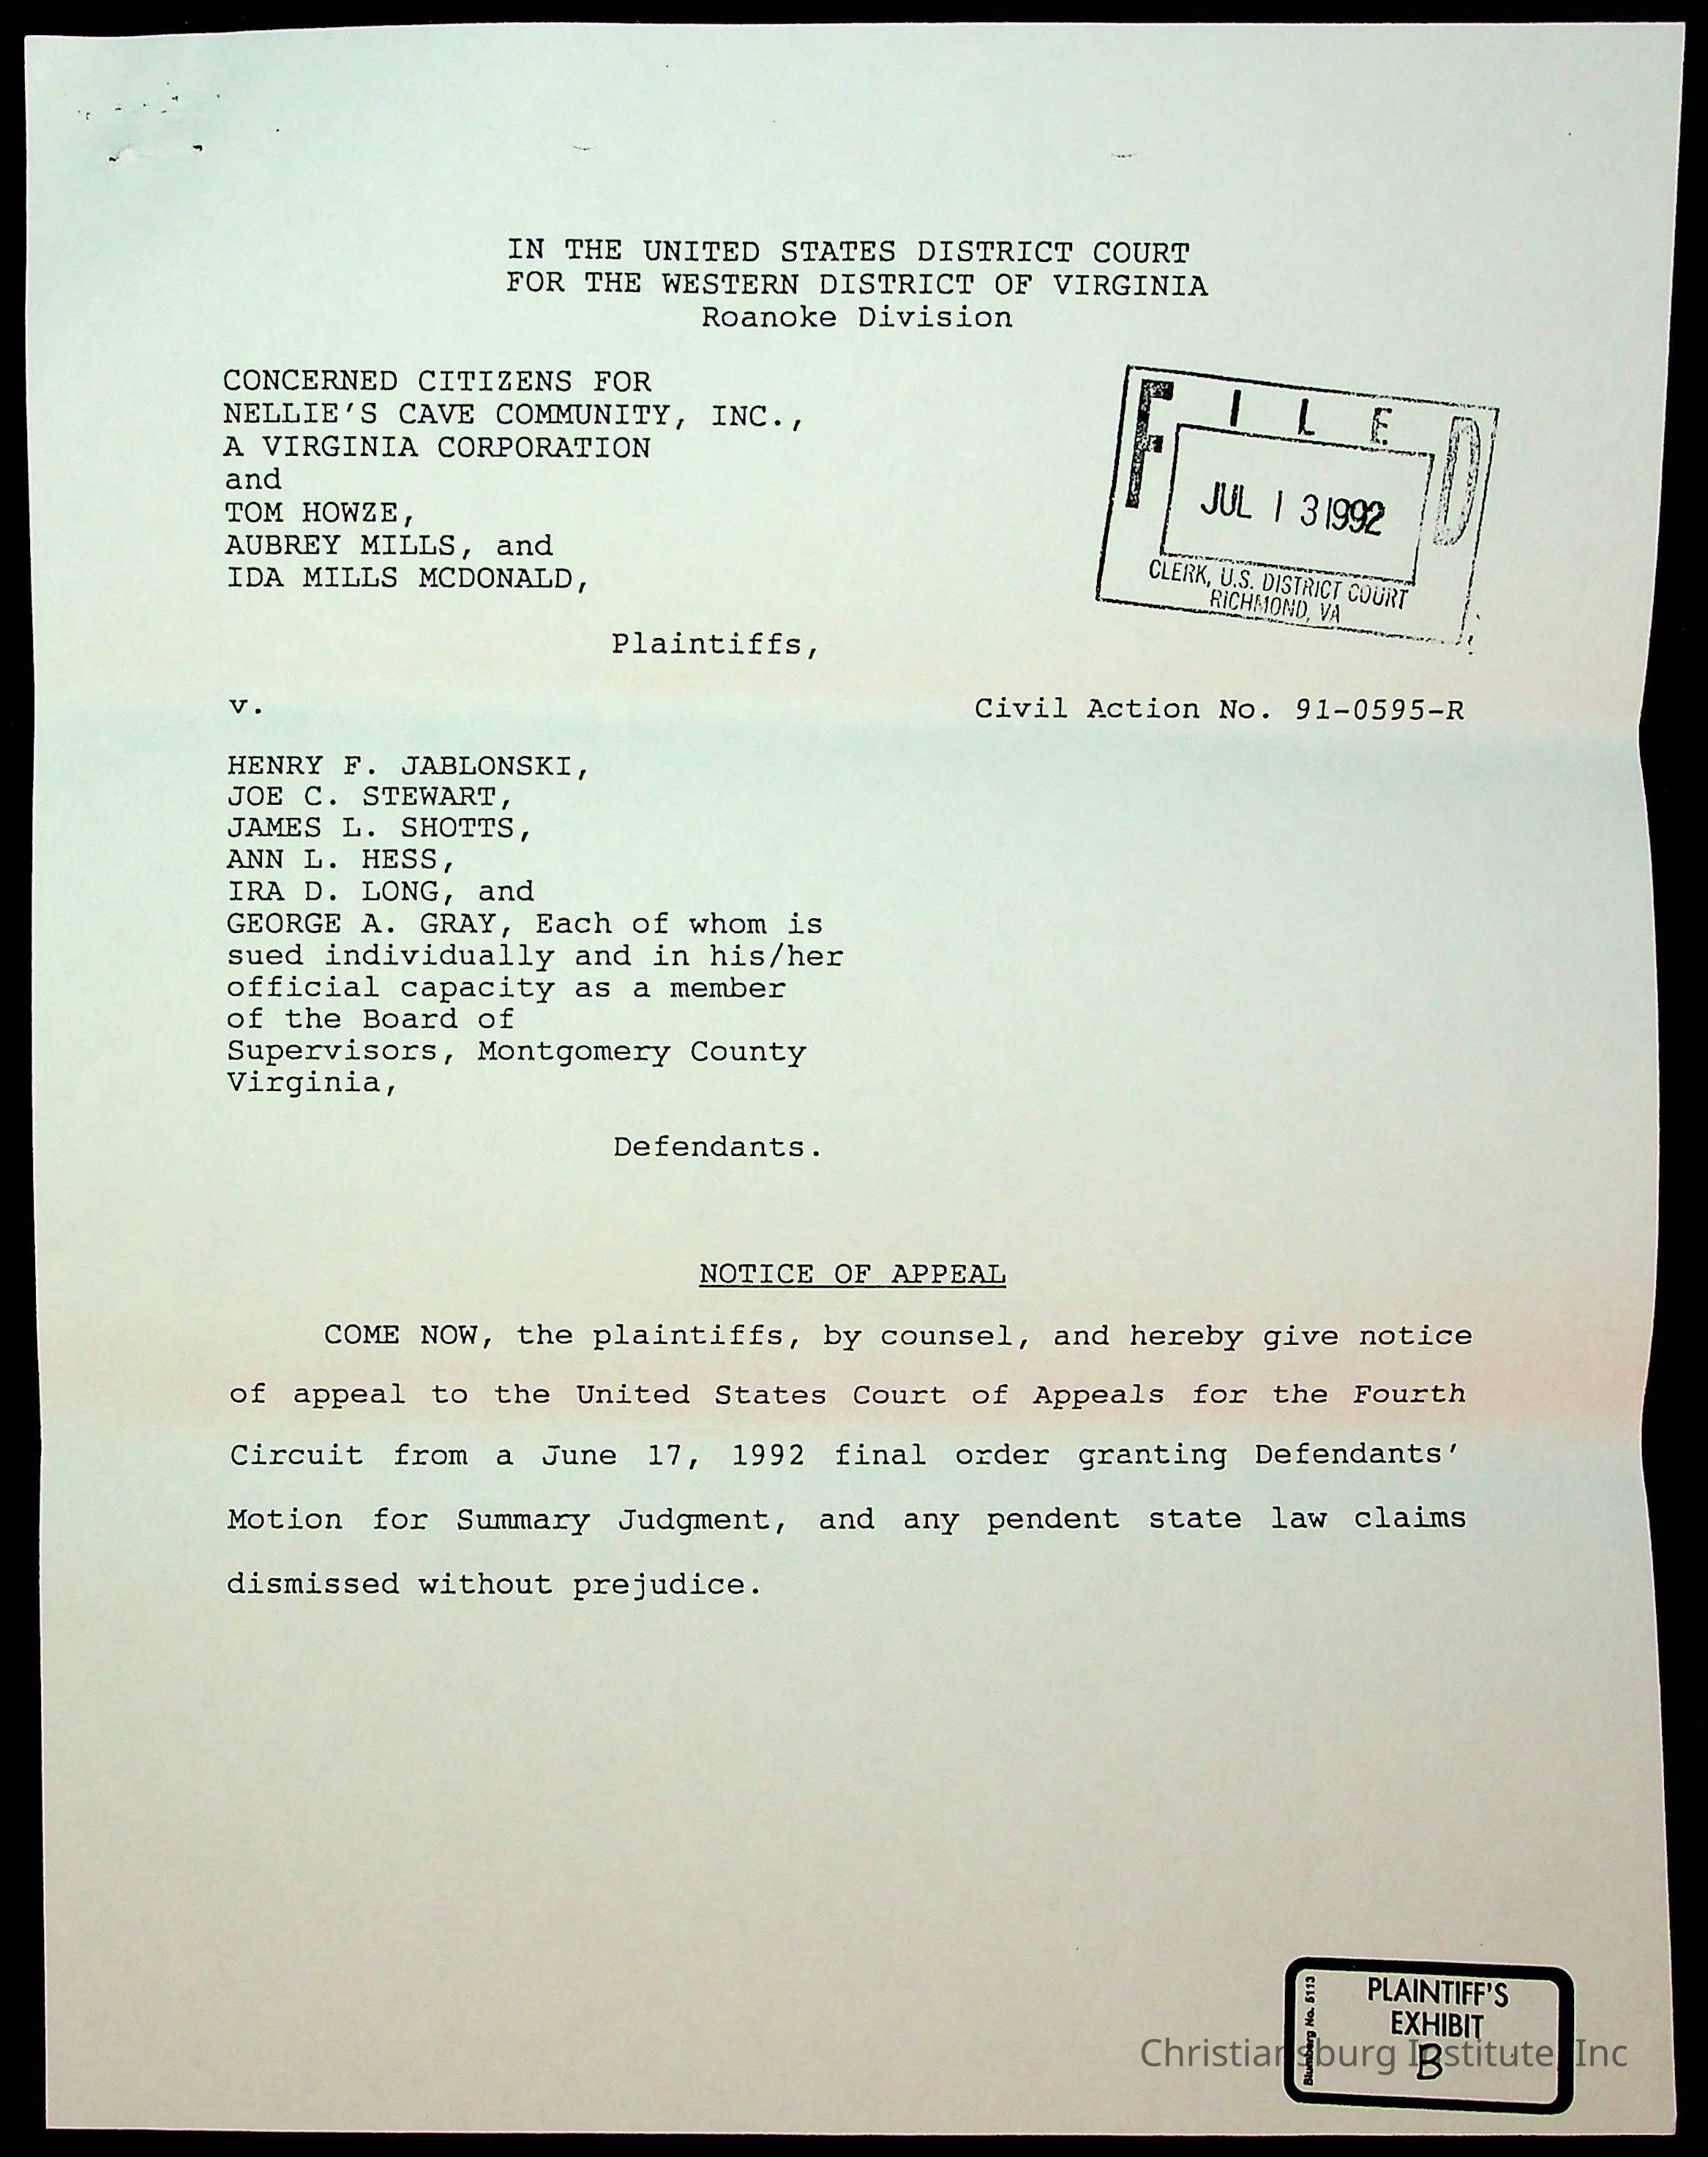 IN THE UNITED STATES DISTRICT COURT
FOR THE WESTERN DISTRICT OF VIRGINIA
Roanoke Division
CONCERNED CITIZENS FOR
NELLIE'S CAVE COMMUNITY, INC.,
A VIRGINIA CORPORATION
and
TOM HOWZE,
AUBREY MILLS, and
IDA MILLS MCDONALD,
Plaintiffs,
FILED
JUL 13 1992
CLERK, U.S. DISTRICT COURT
RICHMOND, VA
v.
Civil Action No. 91-0595-R
HENRY F. JABLONSKI,
JOE C. STEWART,
JAMES L. SHOTTS,
ANN L. HESS,
IRA D. LONG, and
GEORGE A. GRAY, Each of whom is
sued individually and in his/her
official capacity as a member
of the Board of
Supervisors, Montgomery County
Virginia,
Defendants.
NOTICE OF APPEAL
COME NOW, the plaintiffs, by counsel, and hereby give notice
of appeal to the United States Court of Appeals for the Fourth
Circuit from a June 17, 1992 final order granting Defendants'
Motion for Summary Judgment, and any pendent state law claims
dismissed without prejudice.
PLAINTIFF'S
EXHIBIT
B
Blumberg No. 5113
Christiansburg Institute, Inc